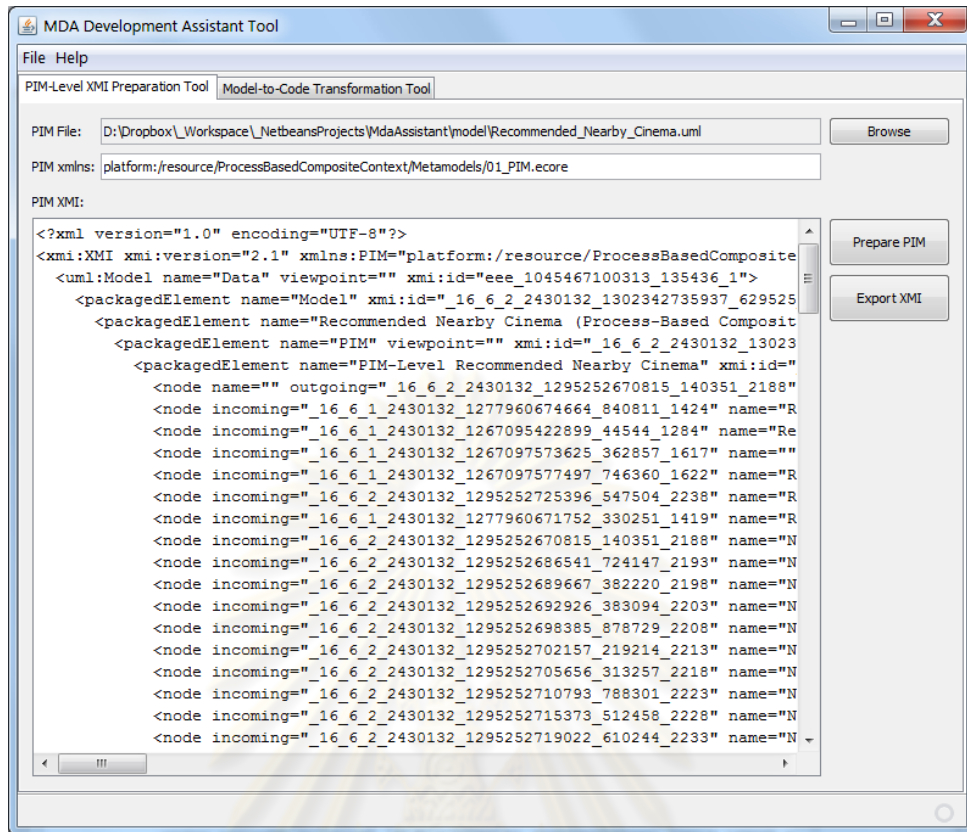 MDA Development Assistant Tool
File Help
PIM-Level XMI Preparation Tool Model-to-Code Transformation Tool
PIM File: D:\Dropbox\_Workspace\_NetbeansProjects\MdaAssistant\model\Recommended_Nearby_Cinema.uml Browse
PIM xmlns: platform:/resource/ProcessBasedCompositeContext/Metamodels/01_PIM.ecore
PIM XMI:
<?xml version="1.0" encoding="UTF-8"?>
<xmi:XMI xmi:version="2.1" xmlns:PIM="platform:/resource/ProcessBasedComposite
Prepare PIM
<uml:Model name="Data" viewpoint="" xmi:id="eee_1045467100313_135436_1">
<packagedElement name="Model" xmi:id="_16_6_2_2430132_1302342735937_629525
Export XMI
<packagedElement name="Recommended Nearby Cinema (Process-Based Composit
<packagedElement name="PIM" viewpoint="" xmi:id="_16_6_2_2430132_13023
<packagedElement name="PIM-Level Recommended Nearby Cinema" xmi:id="
<node name="" outgoing="_16_6_2_2430132_1295252670815_140351_2188"
<node incoming="_16_6_1_2430132_1277960674664_840811_1424" name="R
<node incoming="_16_6_1_2430132_1267095422899_44544_1284" name="Re
<node incoming="_16_6_1_2430132_1267097573625_362857_1617" name=""
<node incoming="_16_6_1_2430132_1267097577497_746360_1622" name="R
<node incoming="_16_6_2_2430132_1295252725396_547504_2238" name="R
<node incoming="_16_6_1_2430132_1277960671752_330251_1419" name="R
<node incoming="_16_6_2_2430132_1295252670815_140351_2188" name="N
<node incoming="_16_6_2_2430132_1295252686541_724147_2193" name="N
<node incoming="_16_6_2_2430132_1295252689667_382220_2198" name="N
<node incoming="_16_6_2_2430132_1295252692926_383094_2203" name="N
<node incoming="_16_6_2_2430132_1295252698385_878729_2208" name="N
<node incoming="_16_6_2_2430132_1295252702157_219214_2213" name="N
<node incoming="_16_6_2_2430132_1295252705656_313257_2218" name="N
<node incoming="_16_6_2_2430132_1295252710793_788301_2223" name="N
<node incoming="_16_6_2_2430132_1295252715373_512458_2228" name="N
<node incoming="_16_6_2_2430132_1295252719022_610244_2233" name="N